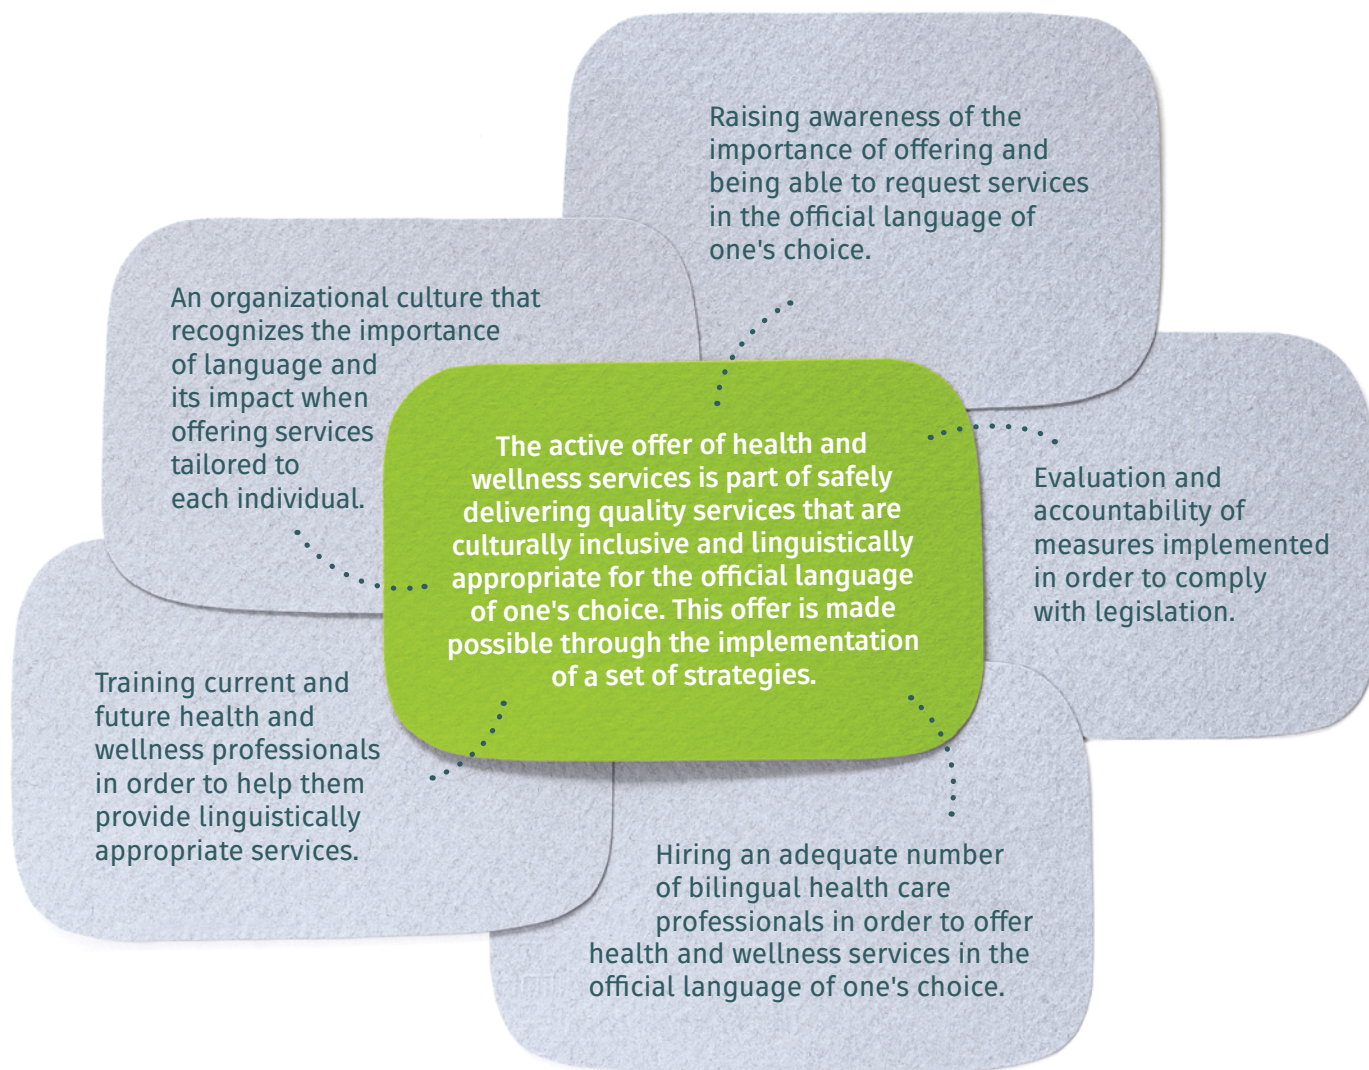 Raising awareness of the
importance of offering and
being able to request services
in the official language of
one's choice.
An organizational culture that
recognizes the importance
of language and
its impact when
offering services
tailored to
each individual.
The active offer of health and
wellness services is part of safely
delivering quality services that are
culturally inclusive and linguistically
appropriate for the official language
of one's choice. This offer is made
possible through the implementation
of a set of strategies.
Evaluation and
accountability of
measures implemented
in order to comply
with legislation.
Training current and
future health and
wellness professionals
in order to help them
provide linguistically
appropriate services.
Hiring an adequate number
of bilingual health care
professionals in order to offer
health and wellness services in the
official language of one's choice.